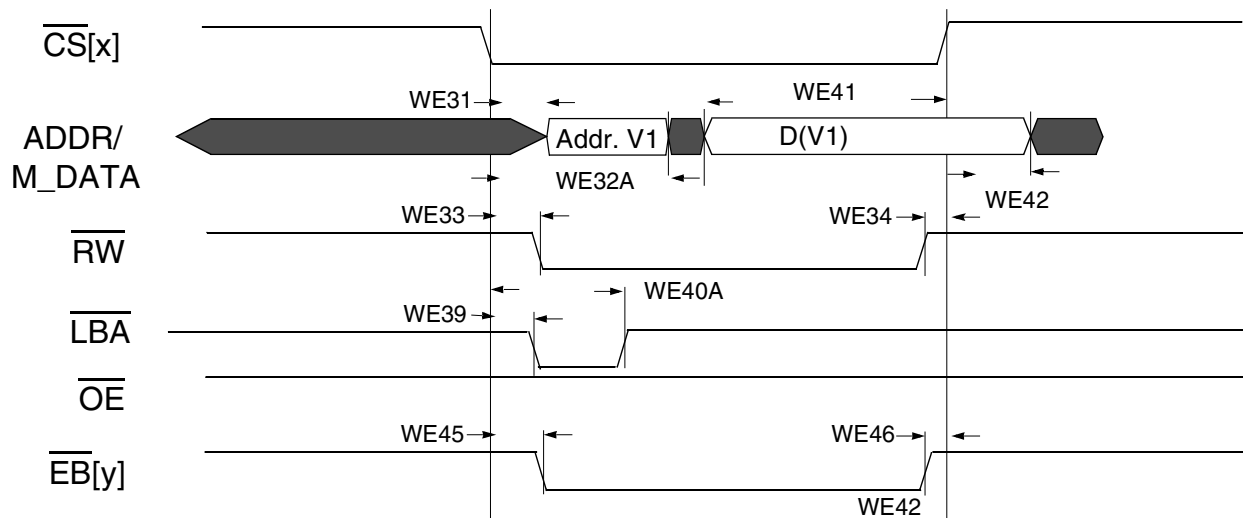 CS[x]
WE31
WE41
ADDR/
M_DATA
Addr. V1
D(V1)
WE32A
WE42
WE33
WE34
RW
WE40A
WE39
LBA
OE
WE45
WE46
EB[y]
WE42